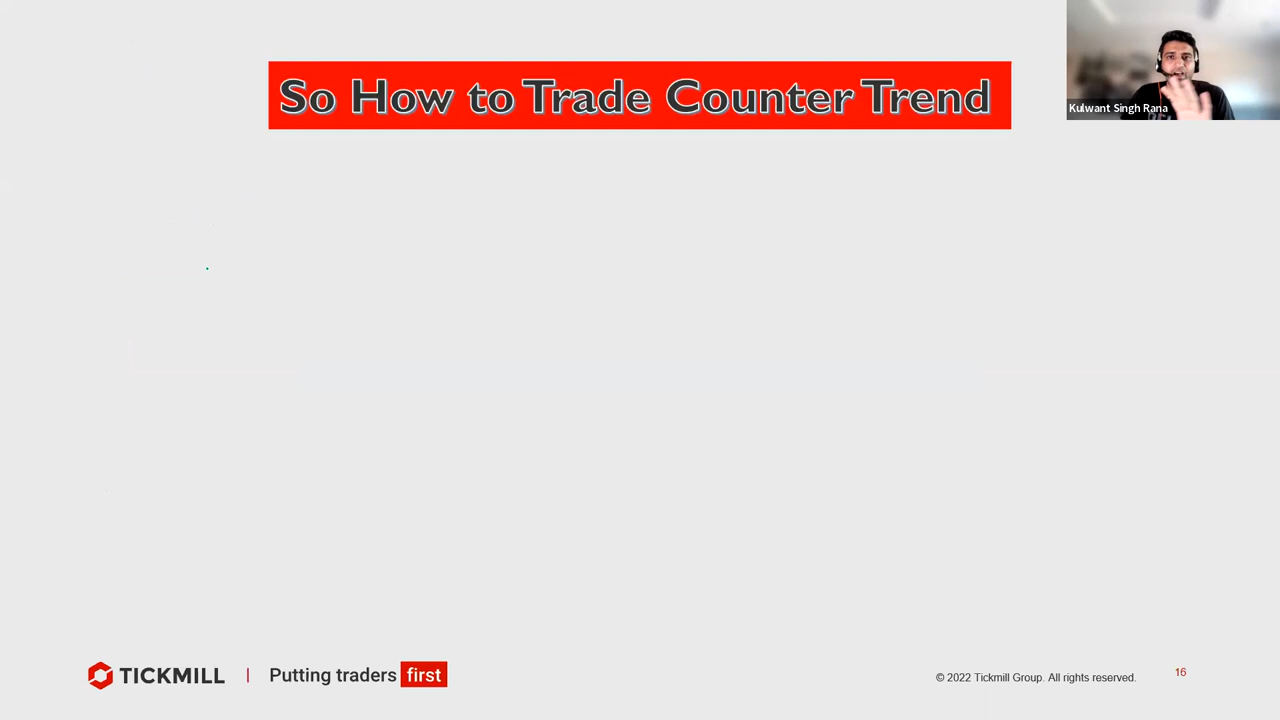 So How to Trade Counter Trend
Kulwant Singh Rana
TICKMILL | Putting traders first
© 2022 Tickmill Group. All rights reserved.
16